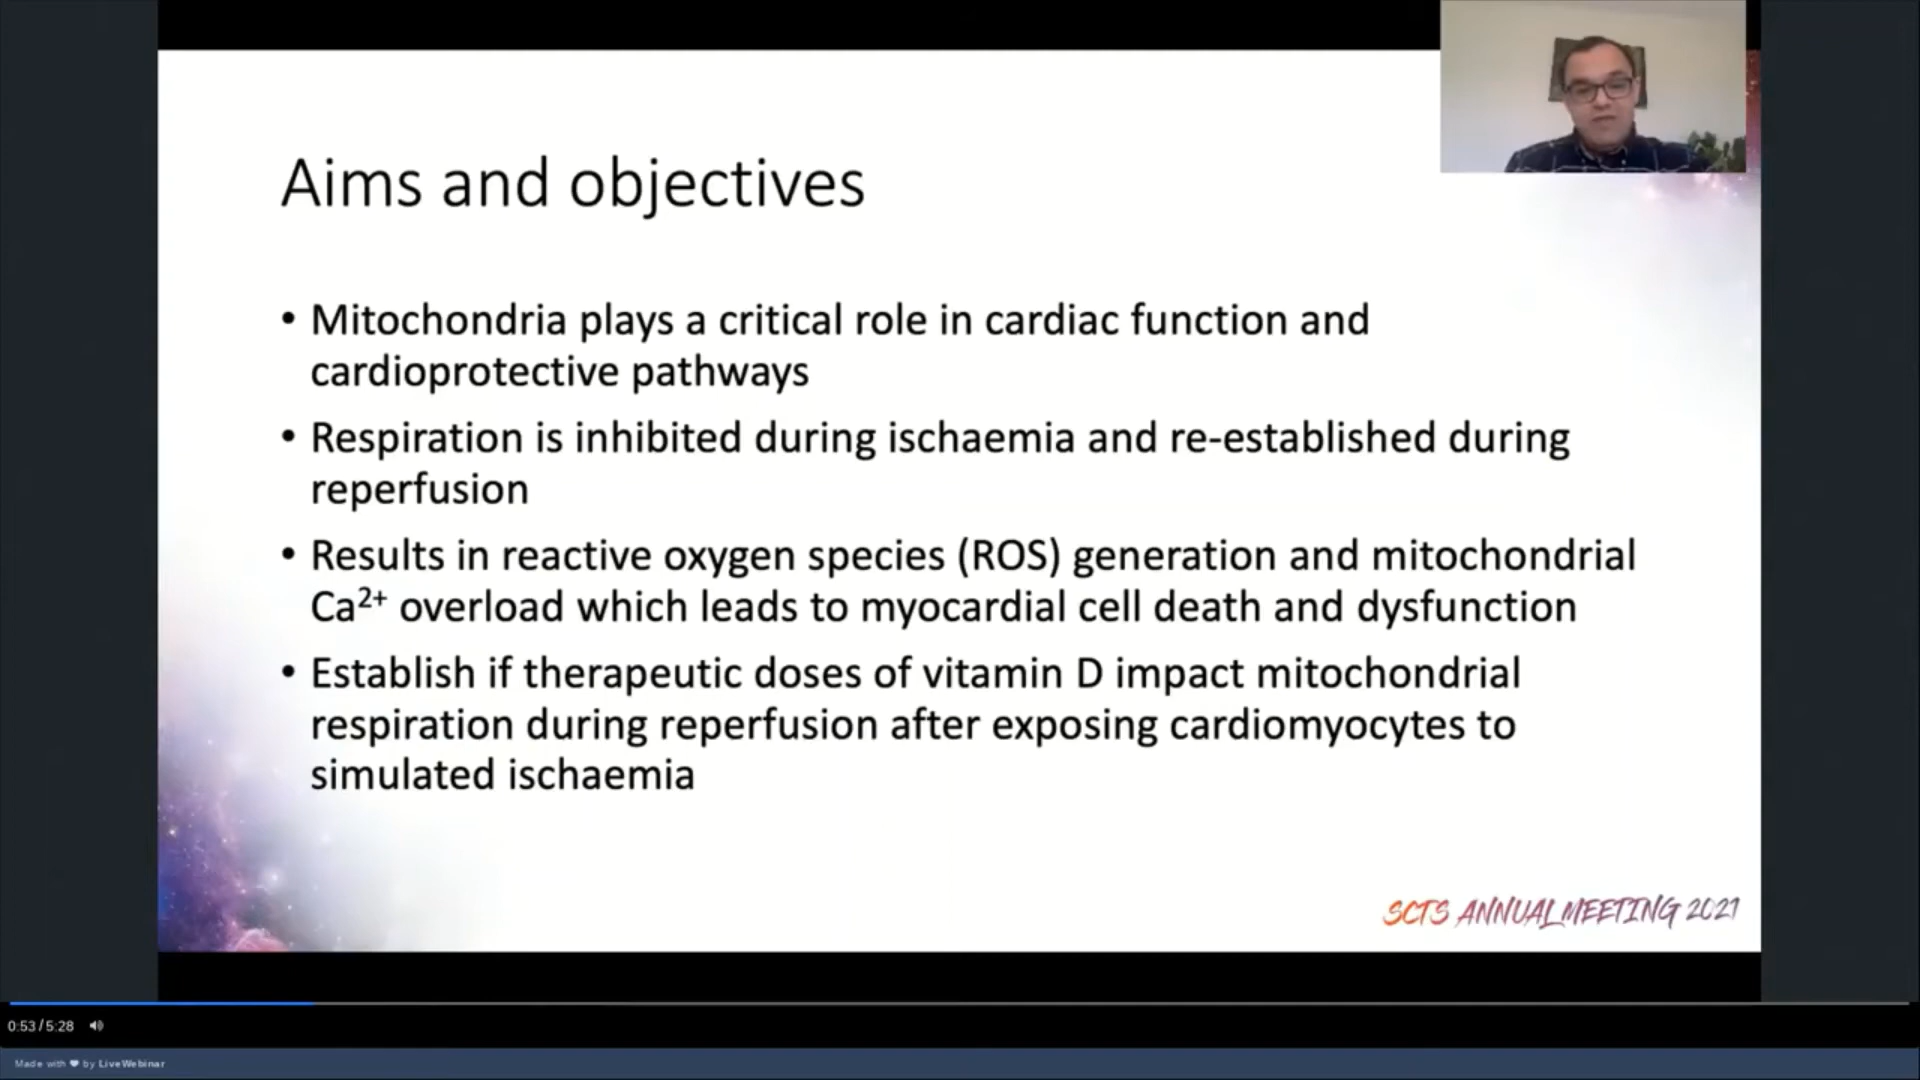 Aims and objectives
• Mitochondria plays a critical role in cardiac function and
cardioprotective pathways
• Respiration is inhibited during ischaemia and re-established during
reperfusion
• Results in reactive oxygen species (ROS) generation and mitochondrial
Ca²⁺ overload which leads to myocardial cell death and dysfunction
• Establish if therapeutic doses of vitamin D impact mitochondrial
respiration during reperfusion after exposing cardiomyocytes to
simulated ischaemia
SCTS ANNUAL MEETING 2021
0:53 / 5:28
Made with ❤ by LiveWebinar